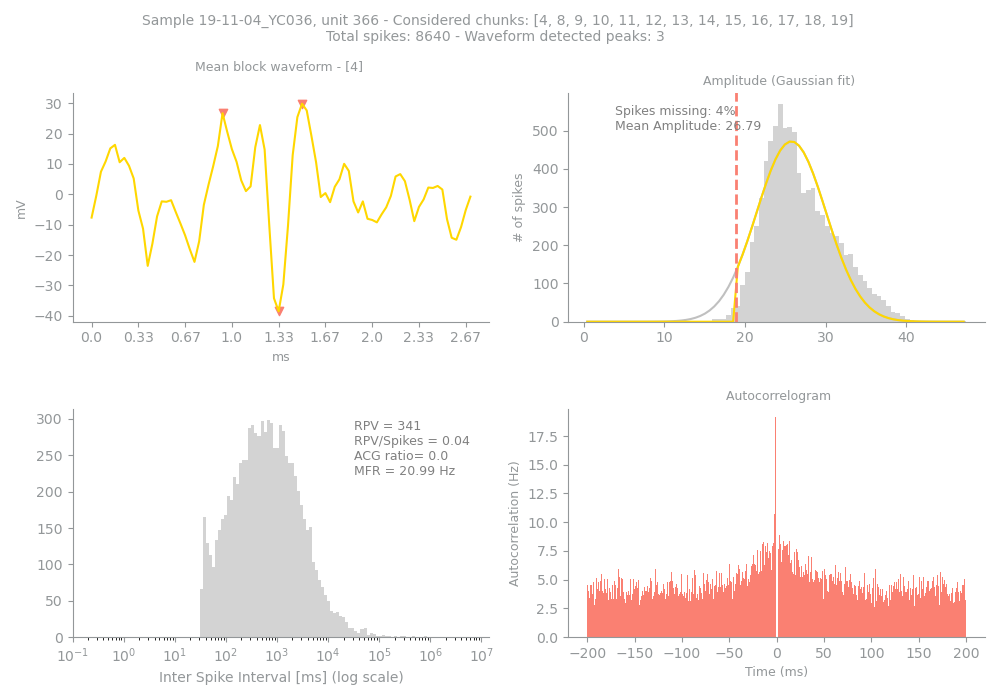 Sample 19-11-04_YC036, unit 366 - Considered chunks: [4, 8, 9, 10, 11, 12, 13, 14, 15, 16, 17, 18, 19]
Total spikes: 8640 - Waveform detected peaks: 3
Mean block waveform - [4]
30
20
10
0
−10
−20
−30
−40
mV
0.0 0.33 0.67 1.0 1.33 1.67 2.0 2.33 2.67
ms
Amplitude (Gaussian fit)
Spikes missing: 4%
Mean Amplitude: 26.79
500
400
300
200
100
0
# of spikes
0 10 20 30 40
300
250
200
150
100
50
0
RPV = 341
RPV/Spikes = 0.04
ACG ratio= 0.0
MFR = 20.99 Hz
10⁻¹ 10⁰ 10¹ 10² 10³ 10⁴ 10⁵ 10⁶ 10⁷
Inter Spike Interval [ms] (log scale)
Autocorrelogram
17.5
15.0
12.5
10.0
7.5
5.0
2.5
0.0
Autocorrelation (Hz)
−200 −150 −100 −50 0 50 100 150 200
Time (ms)